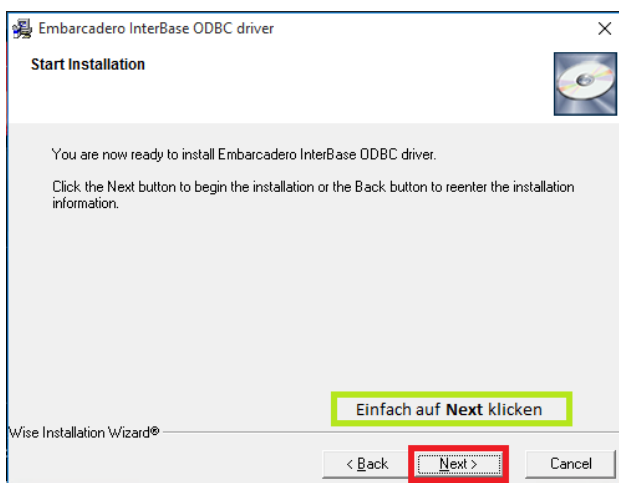 Embarcadero InterBase ODBC driver
Start Installation
You are now ready to install Embarcadero InterBase ODBC driver.
Click the Next button to begin the installation or the Back button to reenter the installation
information.
Einfach auf Next klicken
Wise Installation Wizard®
< Back
Next >
Cancel